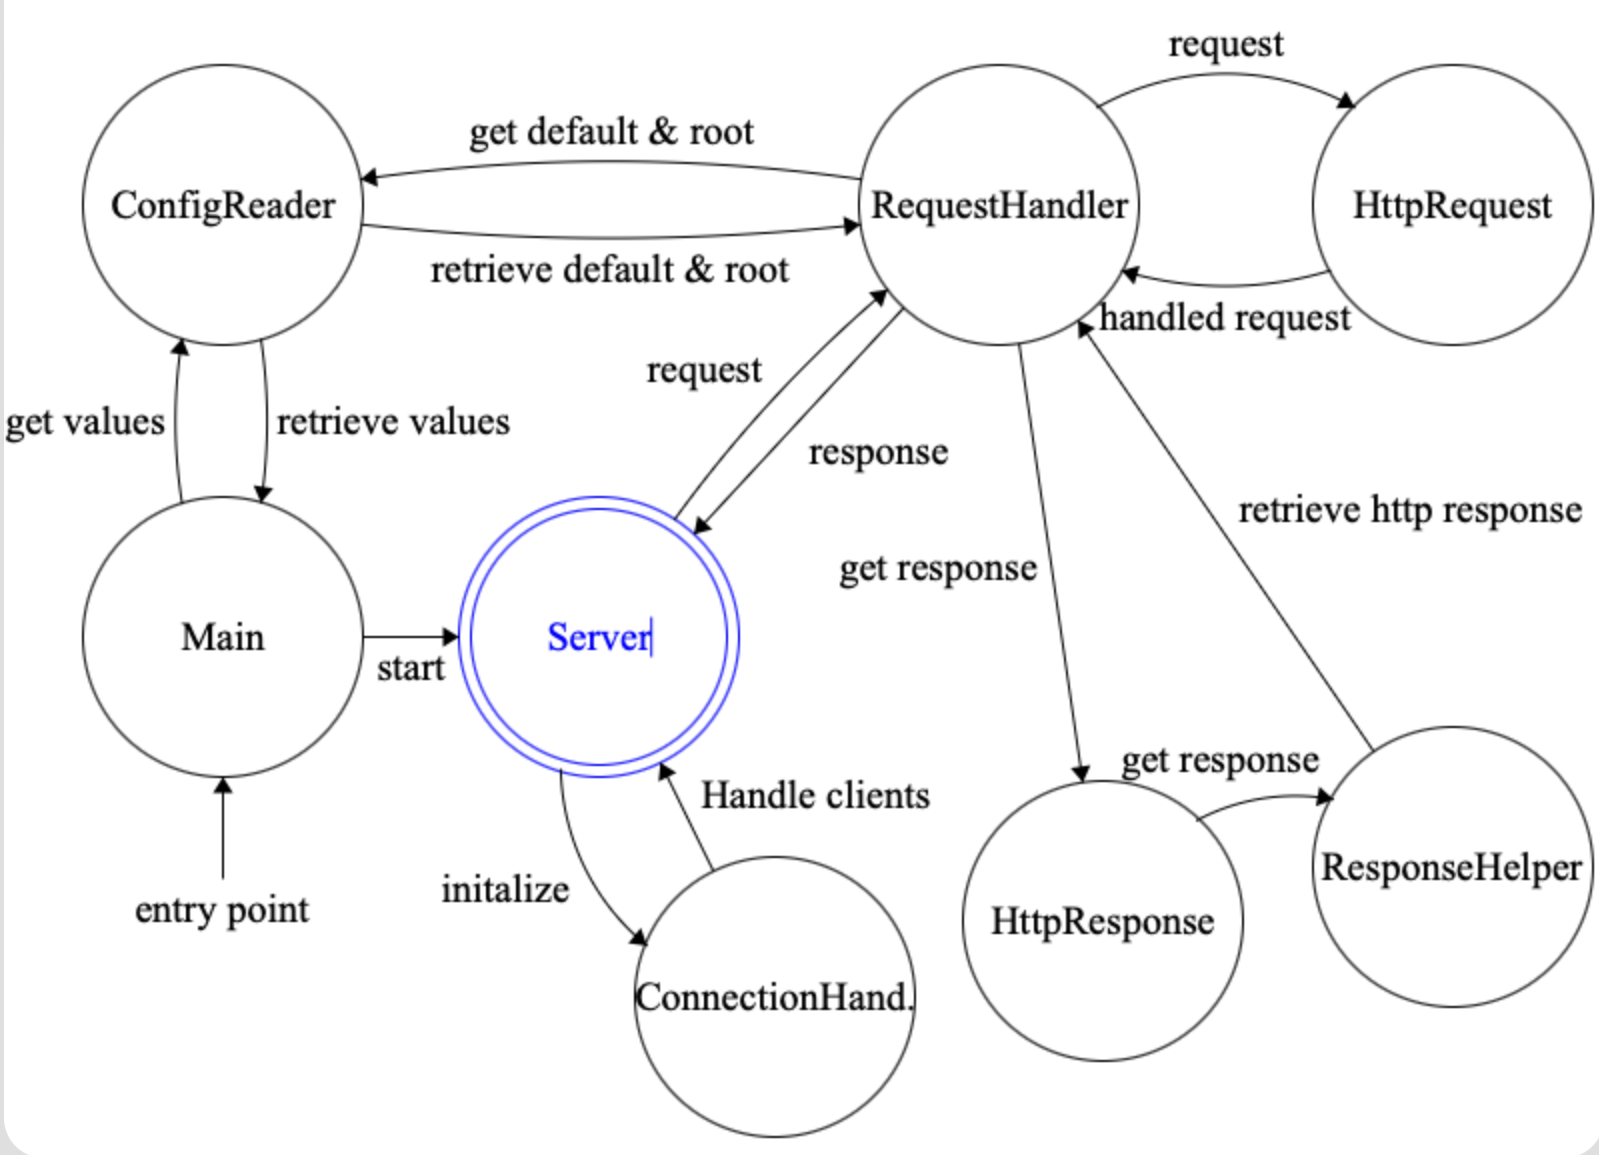 request
get default & root
ConfigReader
RequestHandler
HttpRequest
retrieve default & root
handled request
request
get values
retrieve values
response
retrieve http response
get response
Main
start
Server
get response
Handle clients
ResponseHelper
initalize
entry point
HttpResponse
ConnectionHand.